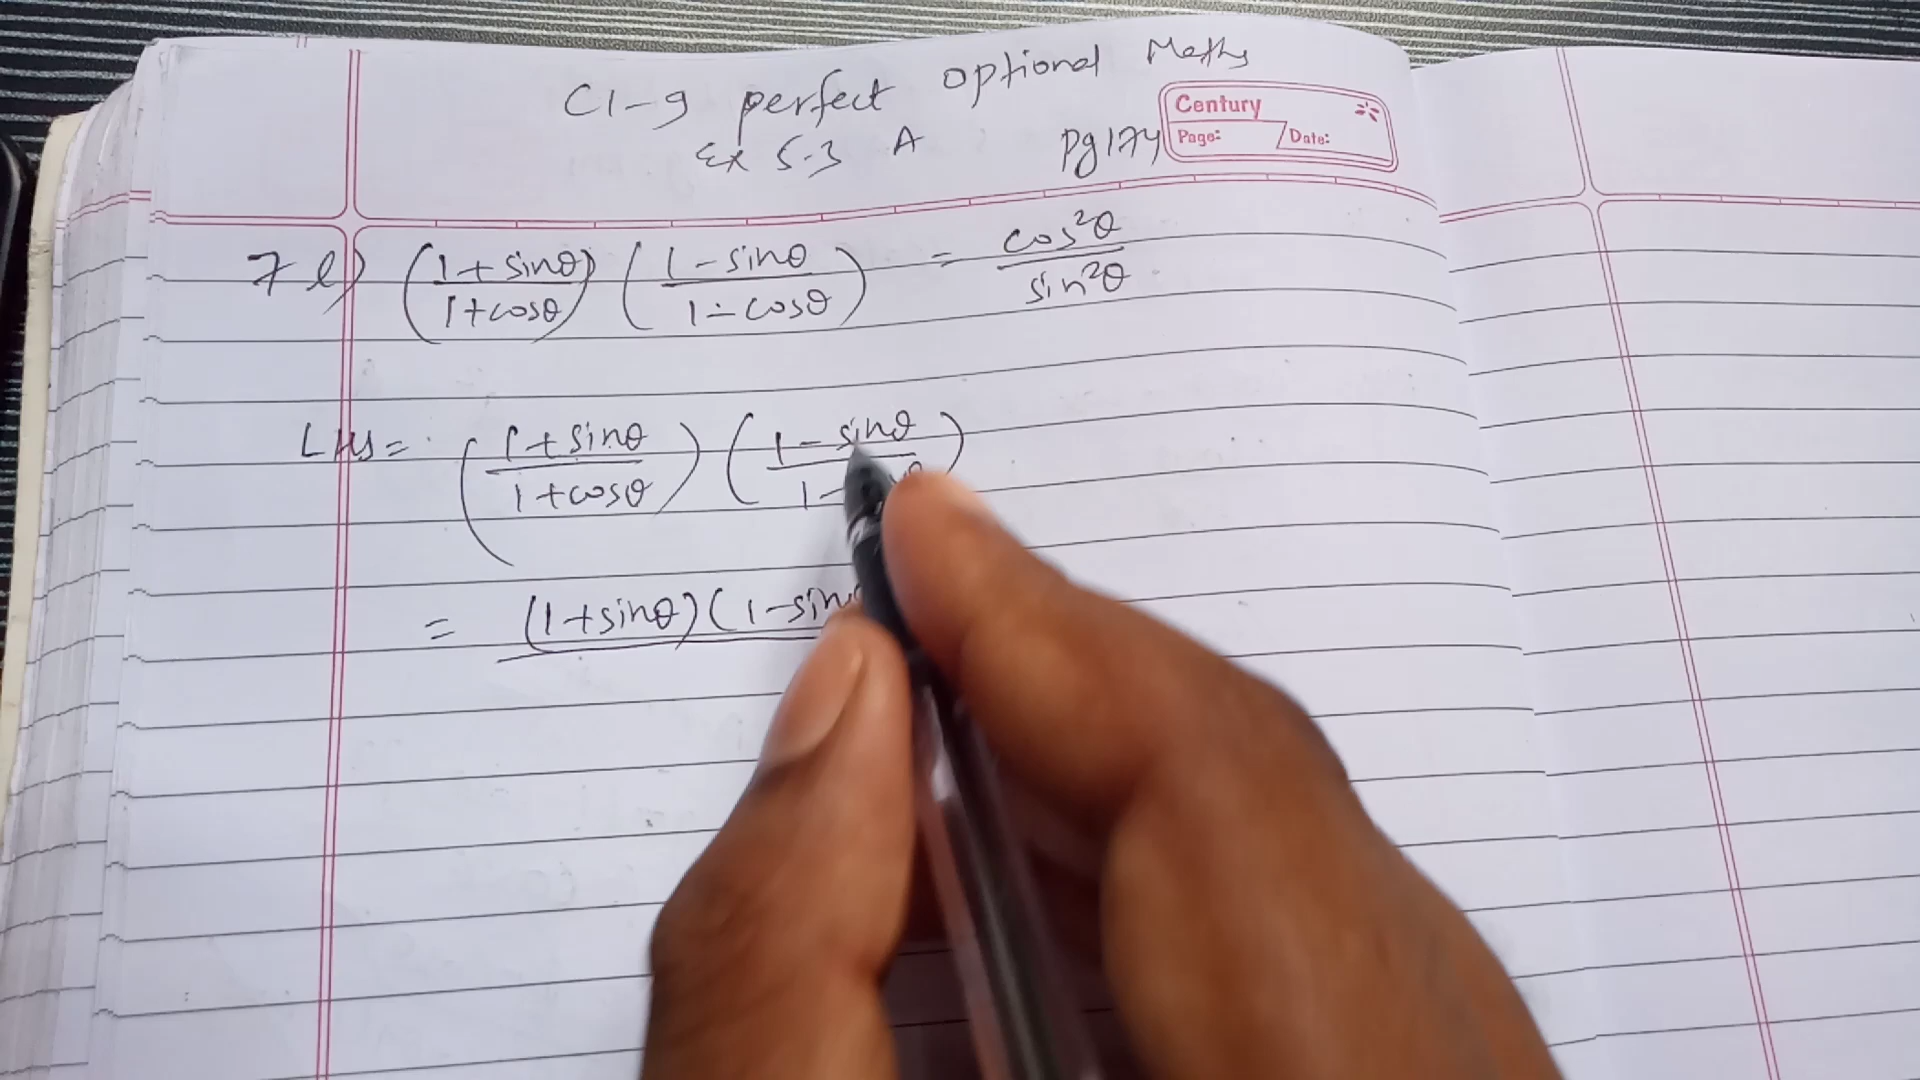 Cl-9 perfect optional Maths
Ex 5.3 A Pg 174
Century
Page: Date:
7 l) (1+sinθ/1+cosθ) (1-sinθ/1-cosθ) = cos²θ/sin²θ
LHS = (1+sinθ/1+cosθ) (1-sinθ/1-
= (1+sinθ)(1-sin